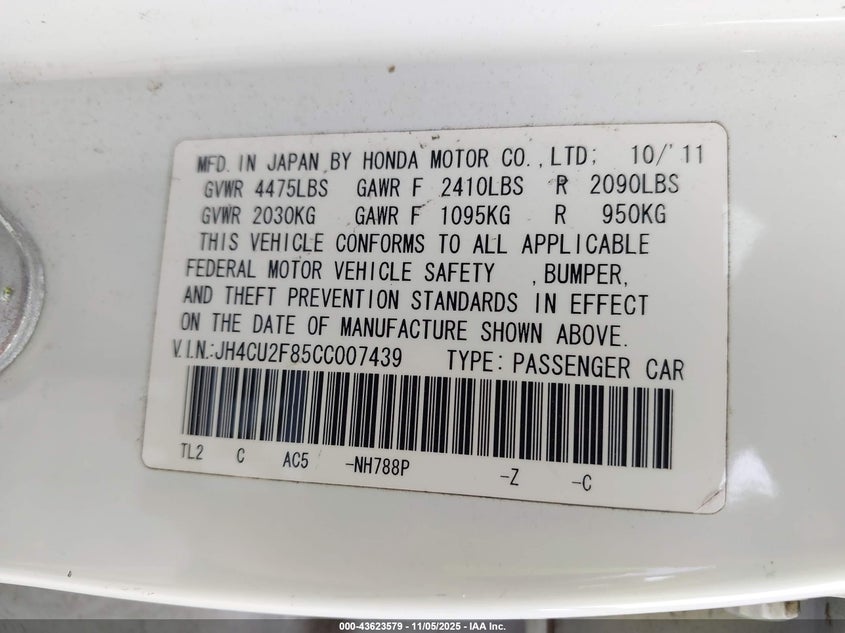 MFD. IN JAPAN BY HONDA MOTOR CO., LTD; 10/'11
GVWR 4475LBS GAWR F 2410LBS R 2090LBS
GVWR 2030KG GAWR F 1095KG R 950KG
THIS VEHICLE CONFORMS TO ALL APPLICABLE
FEDERAL MOTOR VEHICLE SAFETY , BUMPER,
AND THEFT PREVENTION STANDARDS IN EFFECT
ON THE DATE OF MANUFACTURE SHOWN ABOVE.
V.I.N.:JH4CU2F85CC007439 TYPE: PASSENGER CAR
TL2 C AC5 -NH788P -Z -C
000-43623579 - 11/05/2025 - IAA Inc.